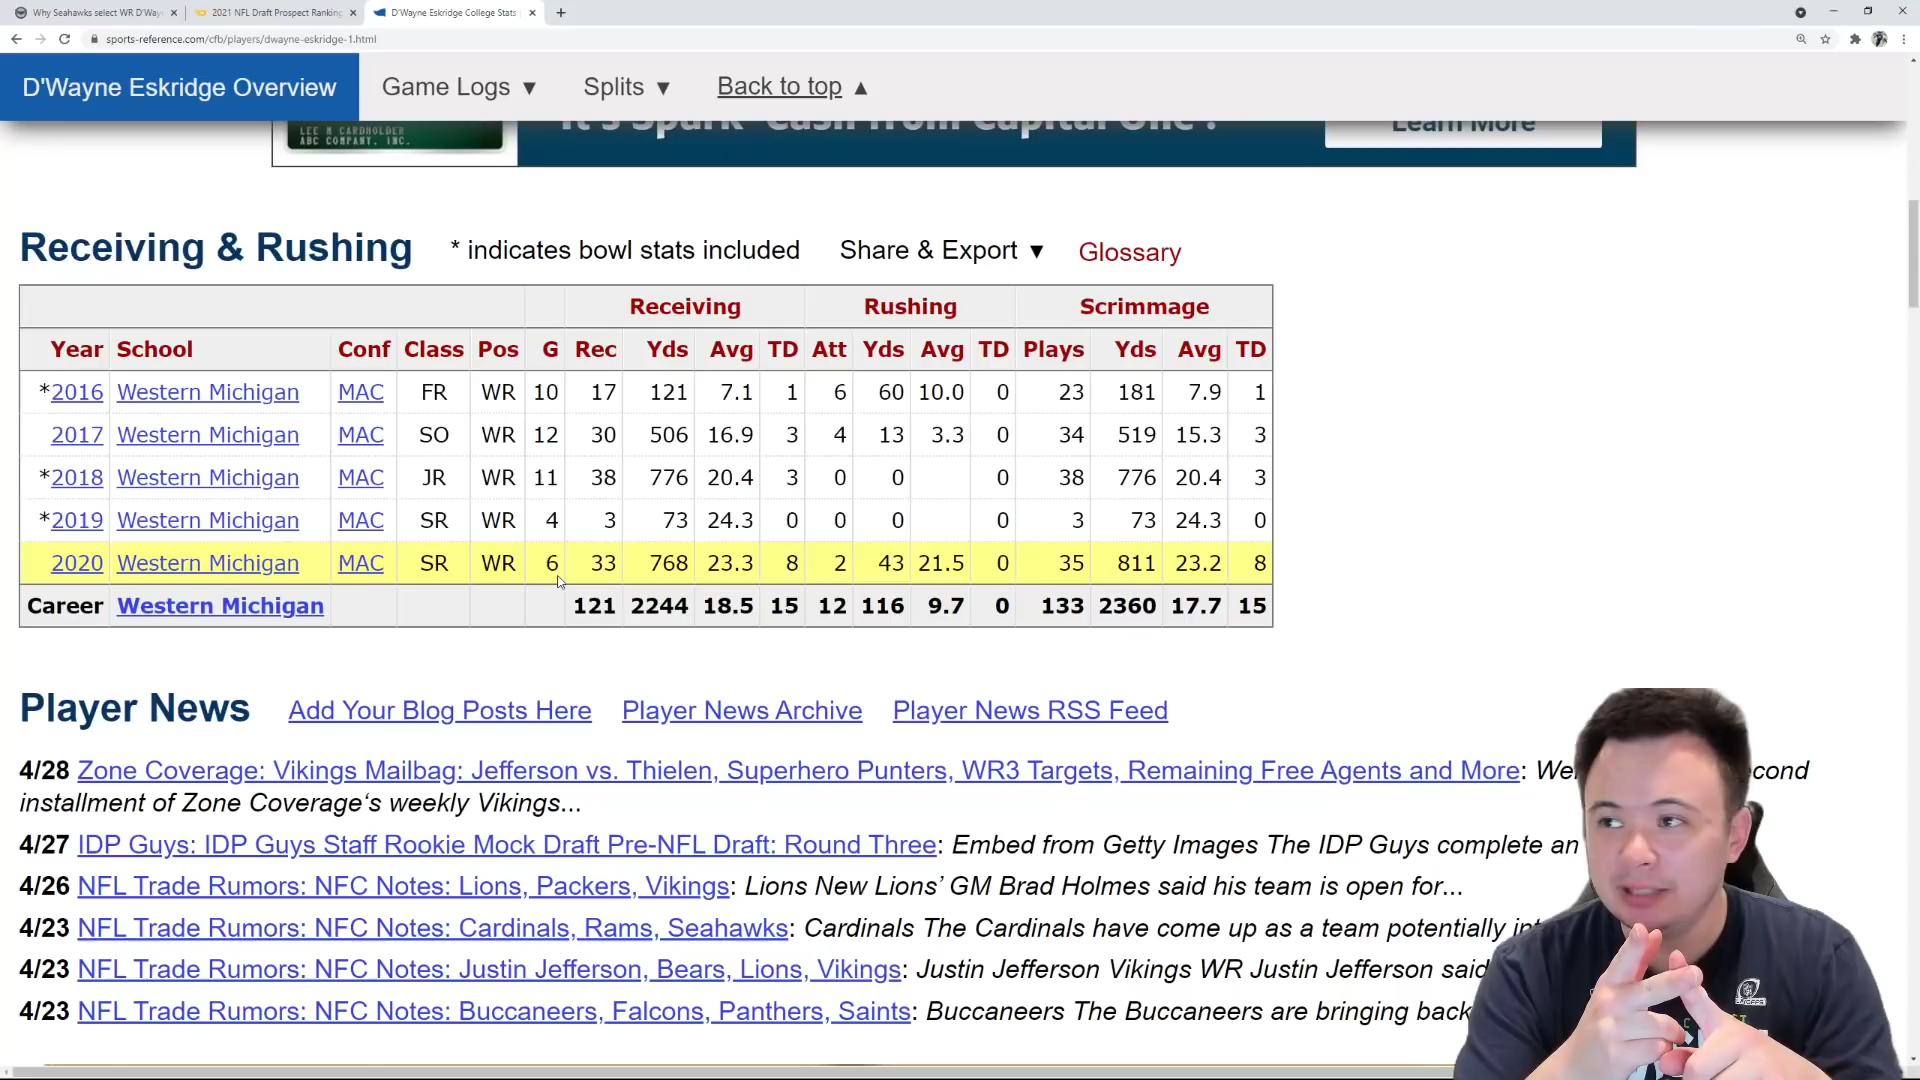 Why Seahawks select WR D'Way
2021 NFL Draft Prospect Ranking
D'Wayne Eskridge College Stats
sports-reference.com/cfb/players/dwayne-eskridge-1.html
D'Wayne Eskridge Overview Game Logs ▼ Splits ▼ Back to top ▲
LEE M CARDHOLDER
ABC COMPANY, INC.
It's Spark Cash from Capital One
Learn More
Receiving & Rushing * indicates bowl stats included Share & Export ▼ Glossary
Receiving Rushing Scrimmage
Year School Conf Class Pos G Rec Yds Avg TD Att Yds Avg TD Plays Yds Avg TD
*2016 Western Michigan MAC FR WR 10 17 121 7.1 1 6 60 10.0 0 23 181 7.9 1
2017 Western Michigan MAC SO WR 12 30 506 16.9 3 4 13 3.3 0 34 519 15.3 3
*2018 Western Michigan MAC JR WR 11 38 776 20.4 3 0 0 0 38 776 20.4 3
*2019 Western Michigan MAC SR WR 4 3 73 24.3 0 0 0 0 3 73 24.3 0
2020 Western Michigan MAC SR WR 6 33 768 23.3 8 2 43 21.5 0 35 811 23.2 8
Career Western Michigan 121 2244 18.5 15 12 116 9.7 0 133 2360 17.7 15
Player News Add Your Blog Posts Here Player News Archive Player News RSS Feed
4/28 Zone Coverage: Vikings Mailbag: Jefferson vs. Thielen, Superhero Punters, WR3 Targets, Remaining Free Agents and More: We cond
installment of Zone Coverage's weekly Vikings...
4/27 IDP Guys: IDP Guys Staff Rookie Mock Draft Pre-NFL Draft: Round Three: Embed from Getty Images The IDP Guys complete an
4/26 NFL Trade Rumors: NFC Notes: Lions, Packers, Vikings: Lions New Lions' GM Brad Holmes said his team is open for...
4/23 NFL Trade Rumors: NFC Notes: Cardinals, Rams, Seahawks: Cardinals The Cardinals have come up as a team potentially int
4/23 NFL Trade Rumors: NFC Notes: Justin Jefferson, Bears, Lions, Vikings: Justin Jefferson Vikings WR Justin Jefferson said
4/23 NFL Trade Rumors: NFC Notes: Buccaneers, Falcons, Panthers, Saints: Buccaneers The Buccaneers are bringing back